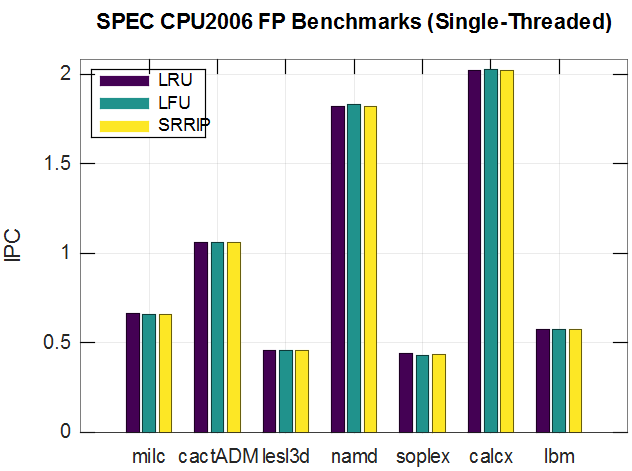 SPEC CPU2006 FP Benchmarks (Single-Threaded)
LRU
LFU
SRRIP
2
1.5
1
0.5
0
IPC
milc cactADM lesl3d namd soplex calcx lbm